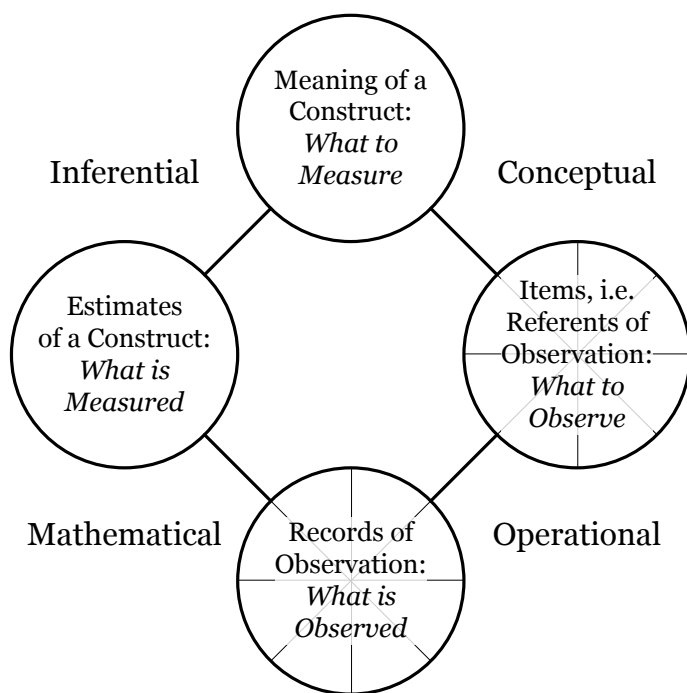 Meaning of a
Construct:
What to
Measure
Inferential
Conceptual
Estimates
of a Construct:
What is
Measured
Items, i.e.
Referents of
Observation:
What to
Observe
Mathematical
Operational
Records of
Observation:
What is
Observed